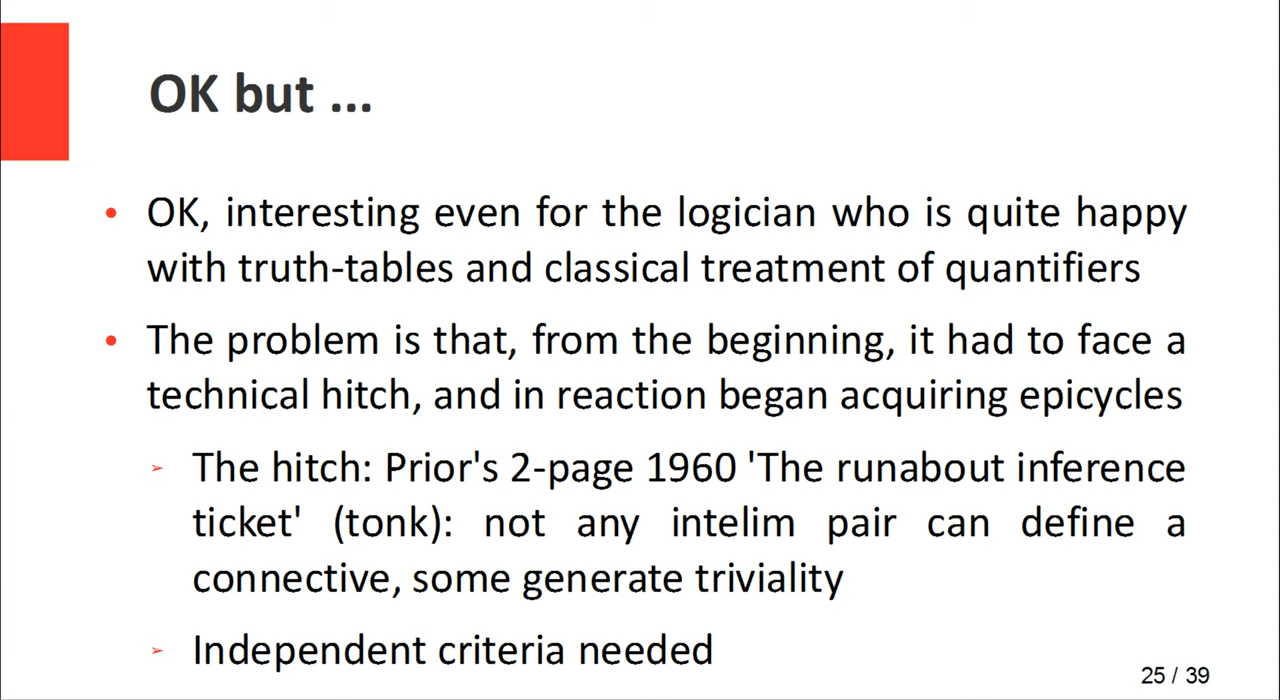 OK but ...
• OK, interesting even for the logician who is quite happy
with truth-tables and classical treatment of quantifiers
• The problem is that, from the beginning, it had to face a
technical hitch, and in reaction began acquiring epicycles
➢ The hitch: Prior's 2-page 1960 'The runabout inference
ticket' (tonk): not any intelim pair can define a
connective, some generate triviality
➢ Independent criteria needed
25 / 39